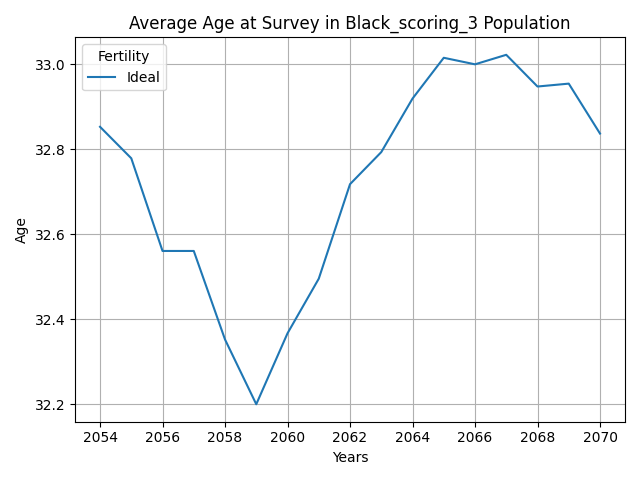 Average Age at Survey in Black_scoring_3 Population
Fertility
Ideal
Age
33.0
32.8
32.6
32.4
32.2
2054 2056 2058 2060 2062 2064 2066 2068 2070
Years